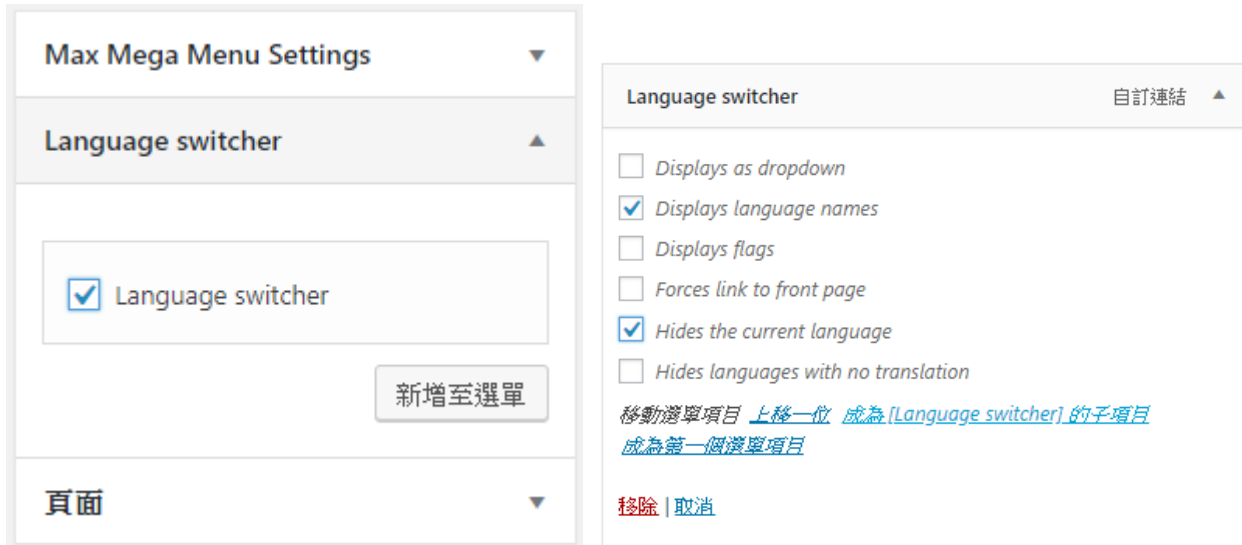 Max Mega Menu Settings
Language switcher
Language switcher
新增至選單
頁面
Language switcher 自訂連結
Displays as dropdown
Displays language names
Displays flags
Forces link to front page
Hides the current language
Hides languages with no translation
移動選單項目 上移一位 成為 [Language switcher] 的子項目
成為第一個選單項目
移除 | 取消